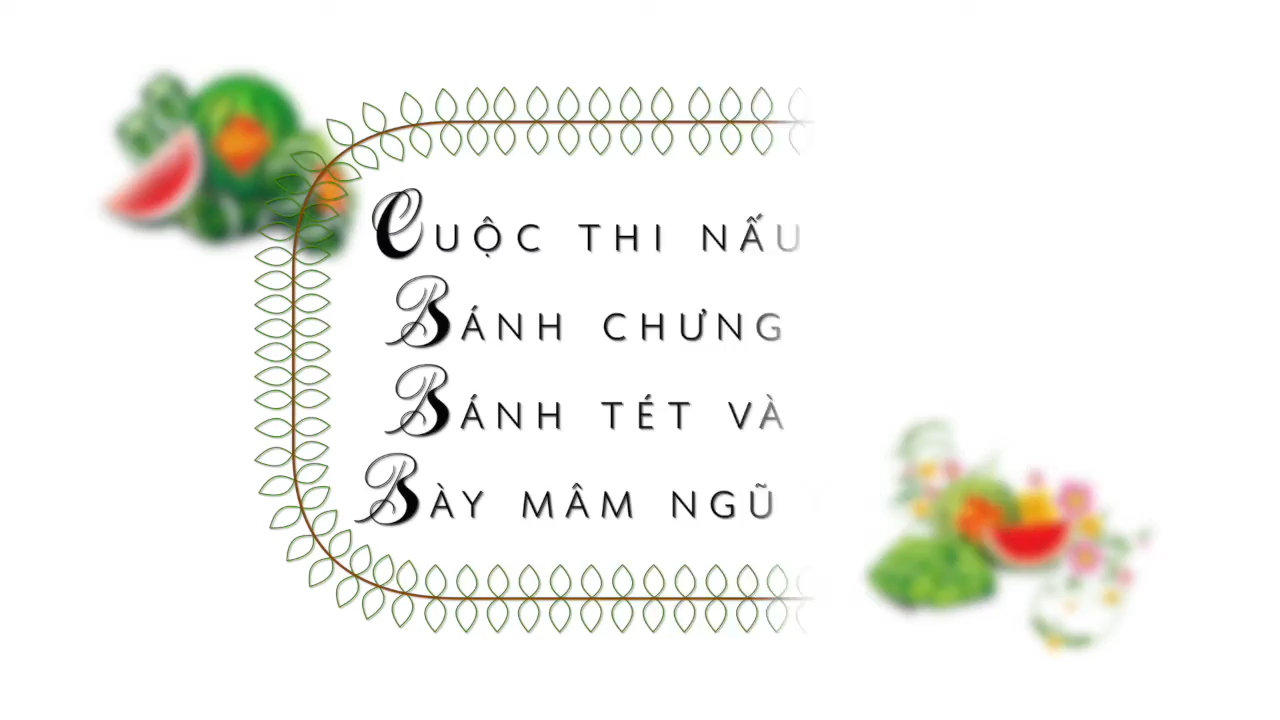 Cuộc thi nấu
Bánh chưng
Bánh tét và
Bày mâm ngũ